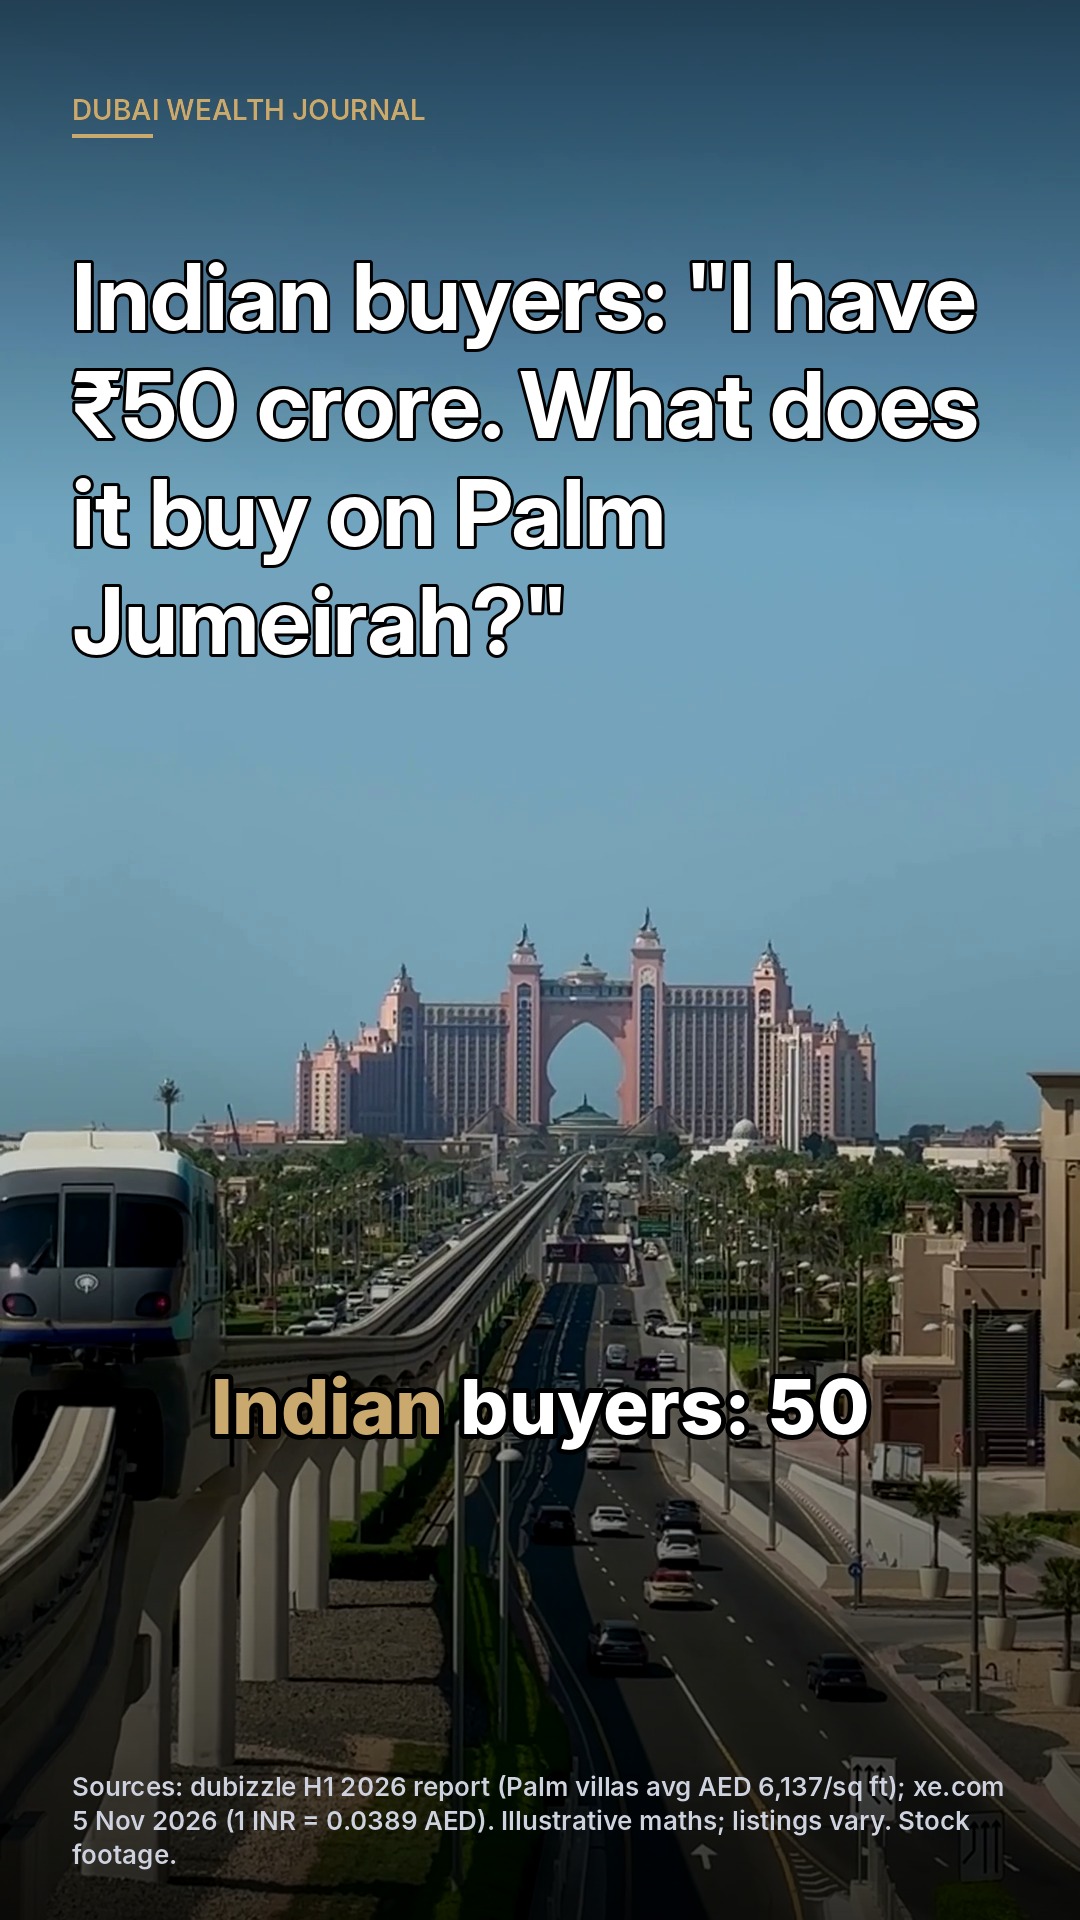 DUBAI WEALTH JOURNAL
Indian buyers: "I have
₹50 crore. What does
it buy on Palm
Jumeirah?"
Indian buyers: 50
Sources: dubizzle H1 2026 report (Palm villas avg AED 6,137/sq ft); xe.com
5 Nov 2026 (1 INR = 0.0389 AED). Illustrative maths; listings vary. Stock
footage.